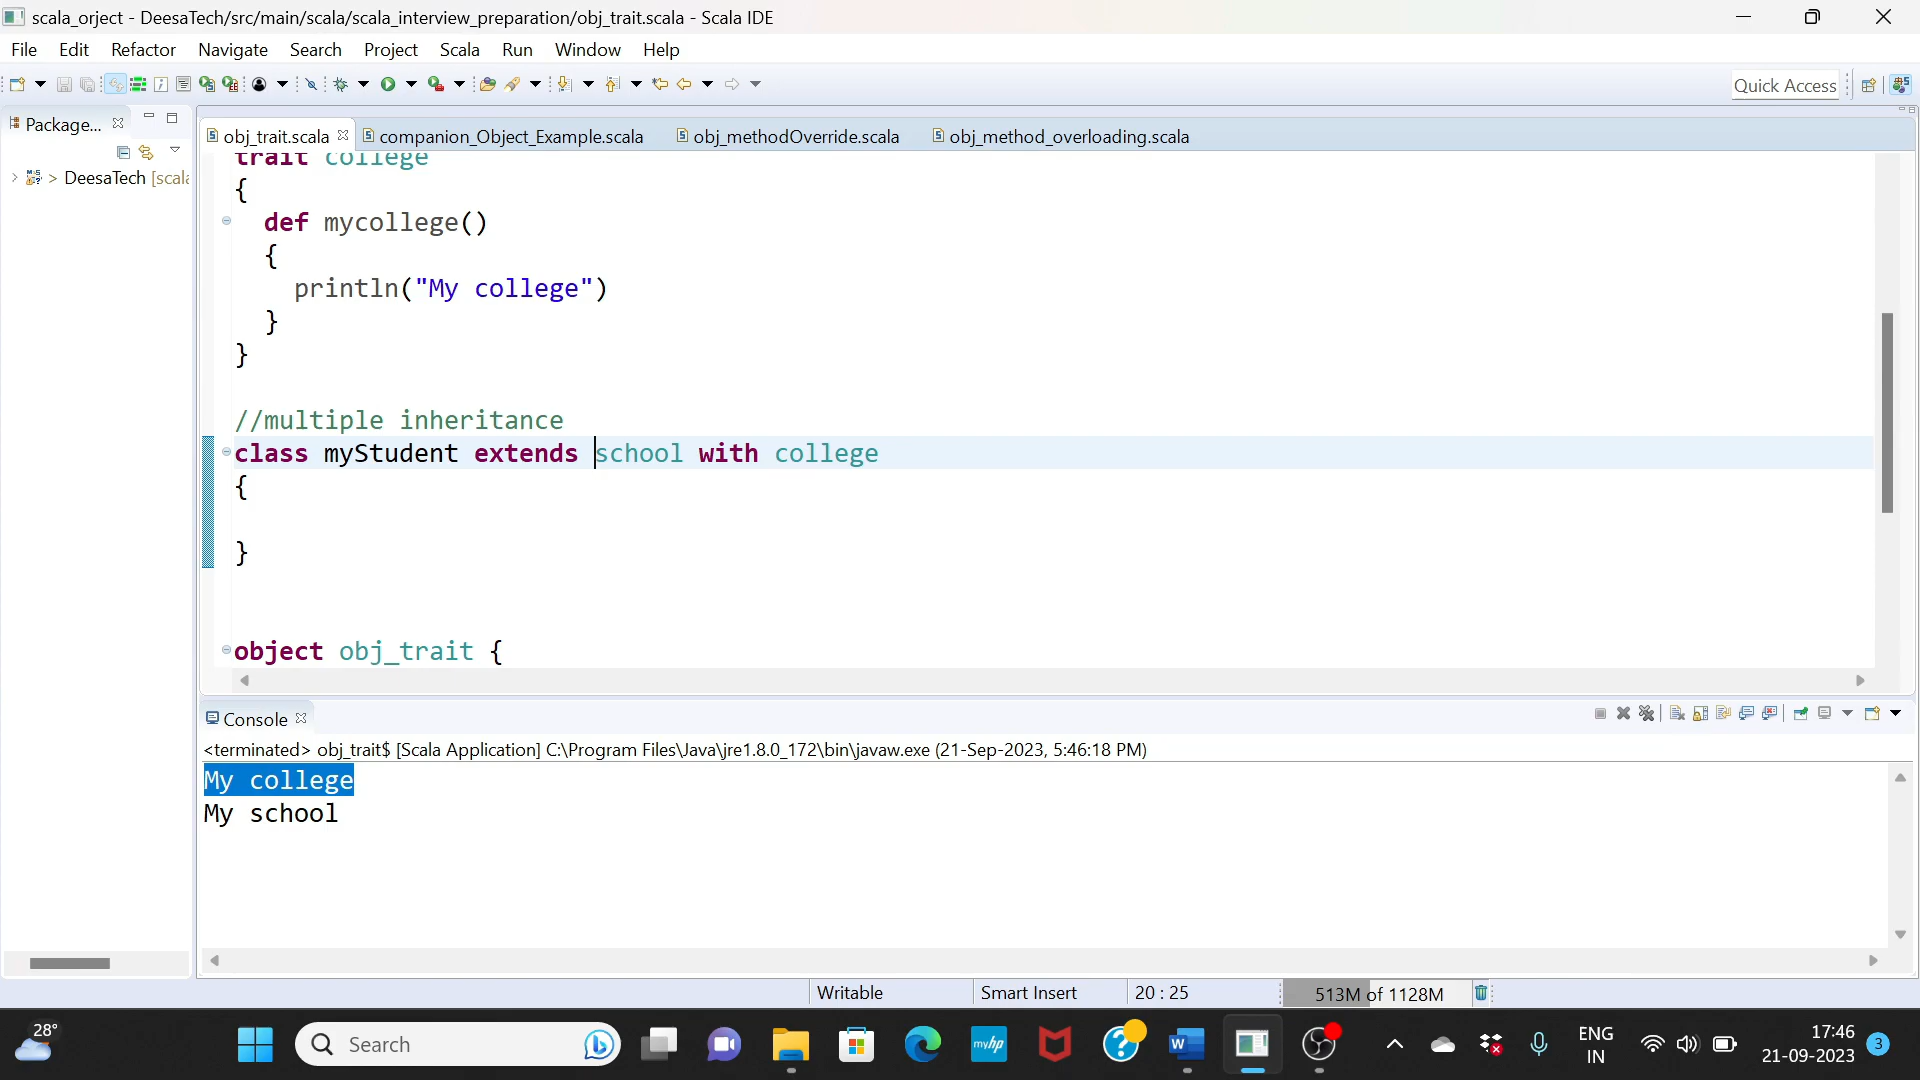 scala_orject - DeesaTech/src/main/scala/scala_interview_preparation/obj_trait.scala - Scala IDE
File Edit Refactor Navigate Search Project Scala Run Window Help
Quick Access
Package...
> DeesaTech [scala
obj_trait.scala companion_Object_Example.scala obj_methodOverride.scala obj_method_overloading.scala
trait college
{
def mycollege()
{
println("My college")
}
}
//multiple inheritance
class myStudent extends school with college
{
}
object obj_trait {
Console
<terminated> obj_trait$ [Scala Application] C:\Program Files\Java\jre1.8.0_172\bin\javaw.exe (21-Sep-2023, 5:46:18 PM)
My college
My school
Writable Smart Insert 20 : 25 513M of 1128M
28°
Search
myhp
W
ENG
IN
17:46
21-09-2023
3